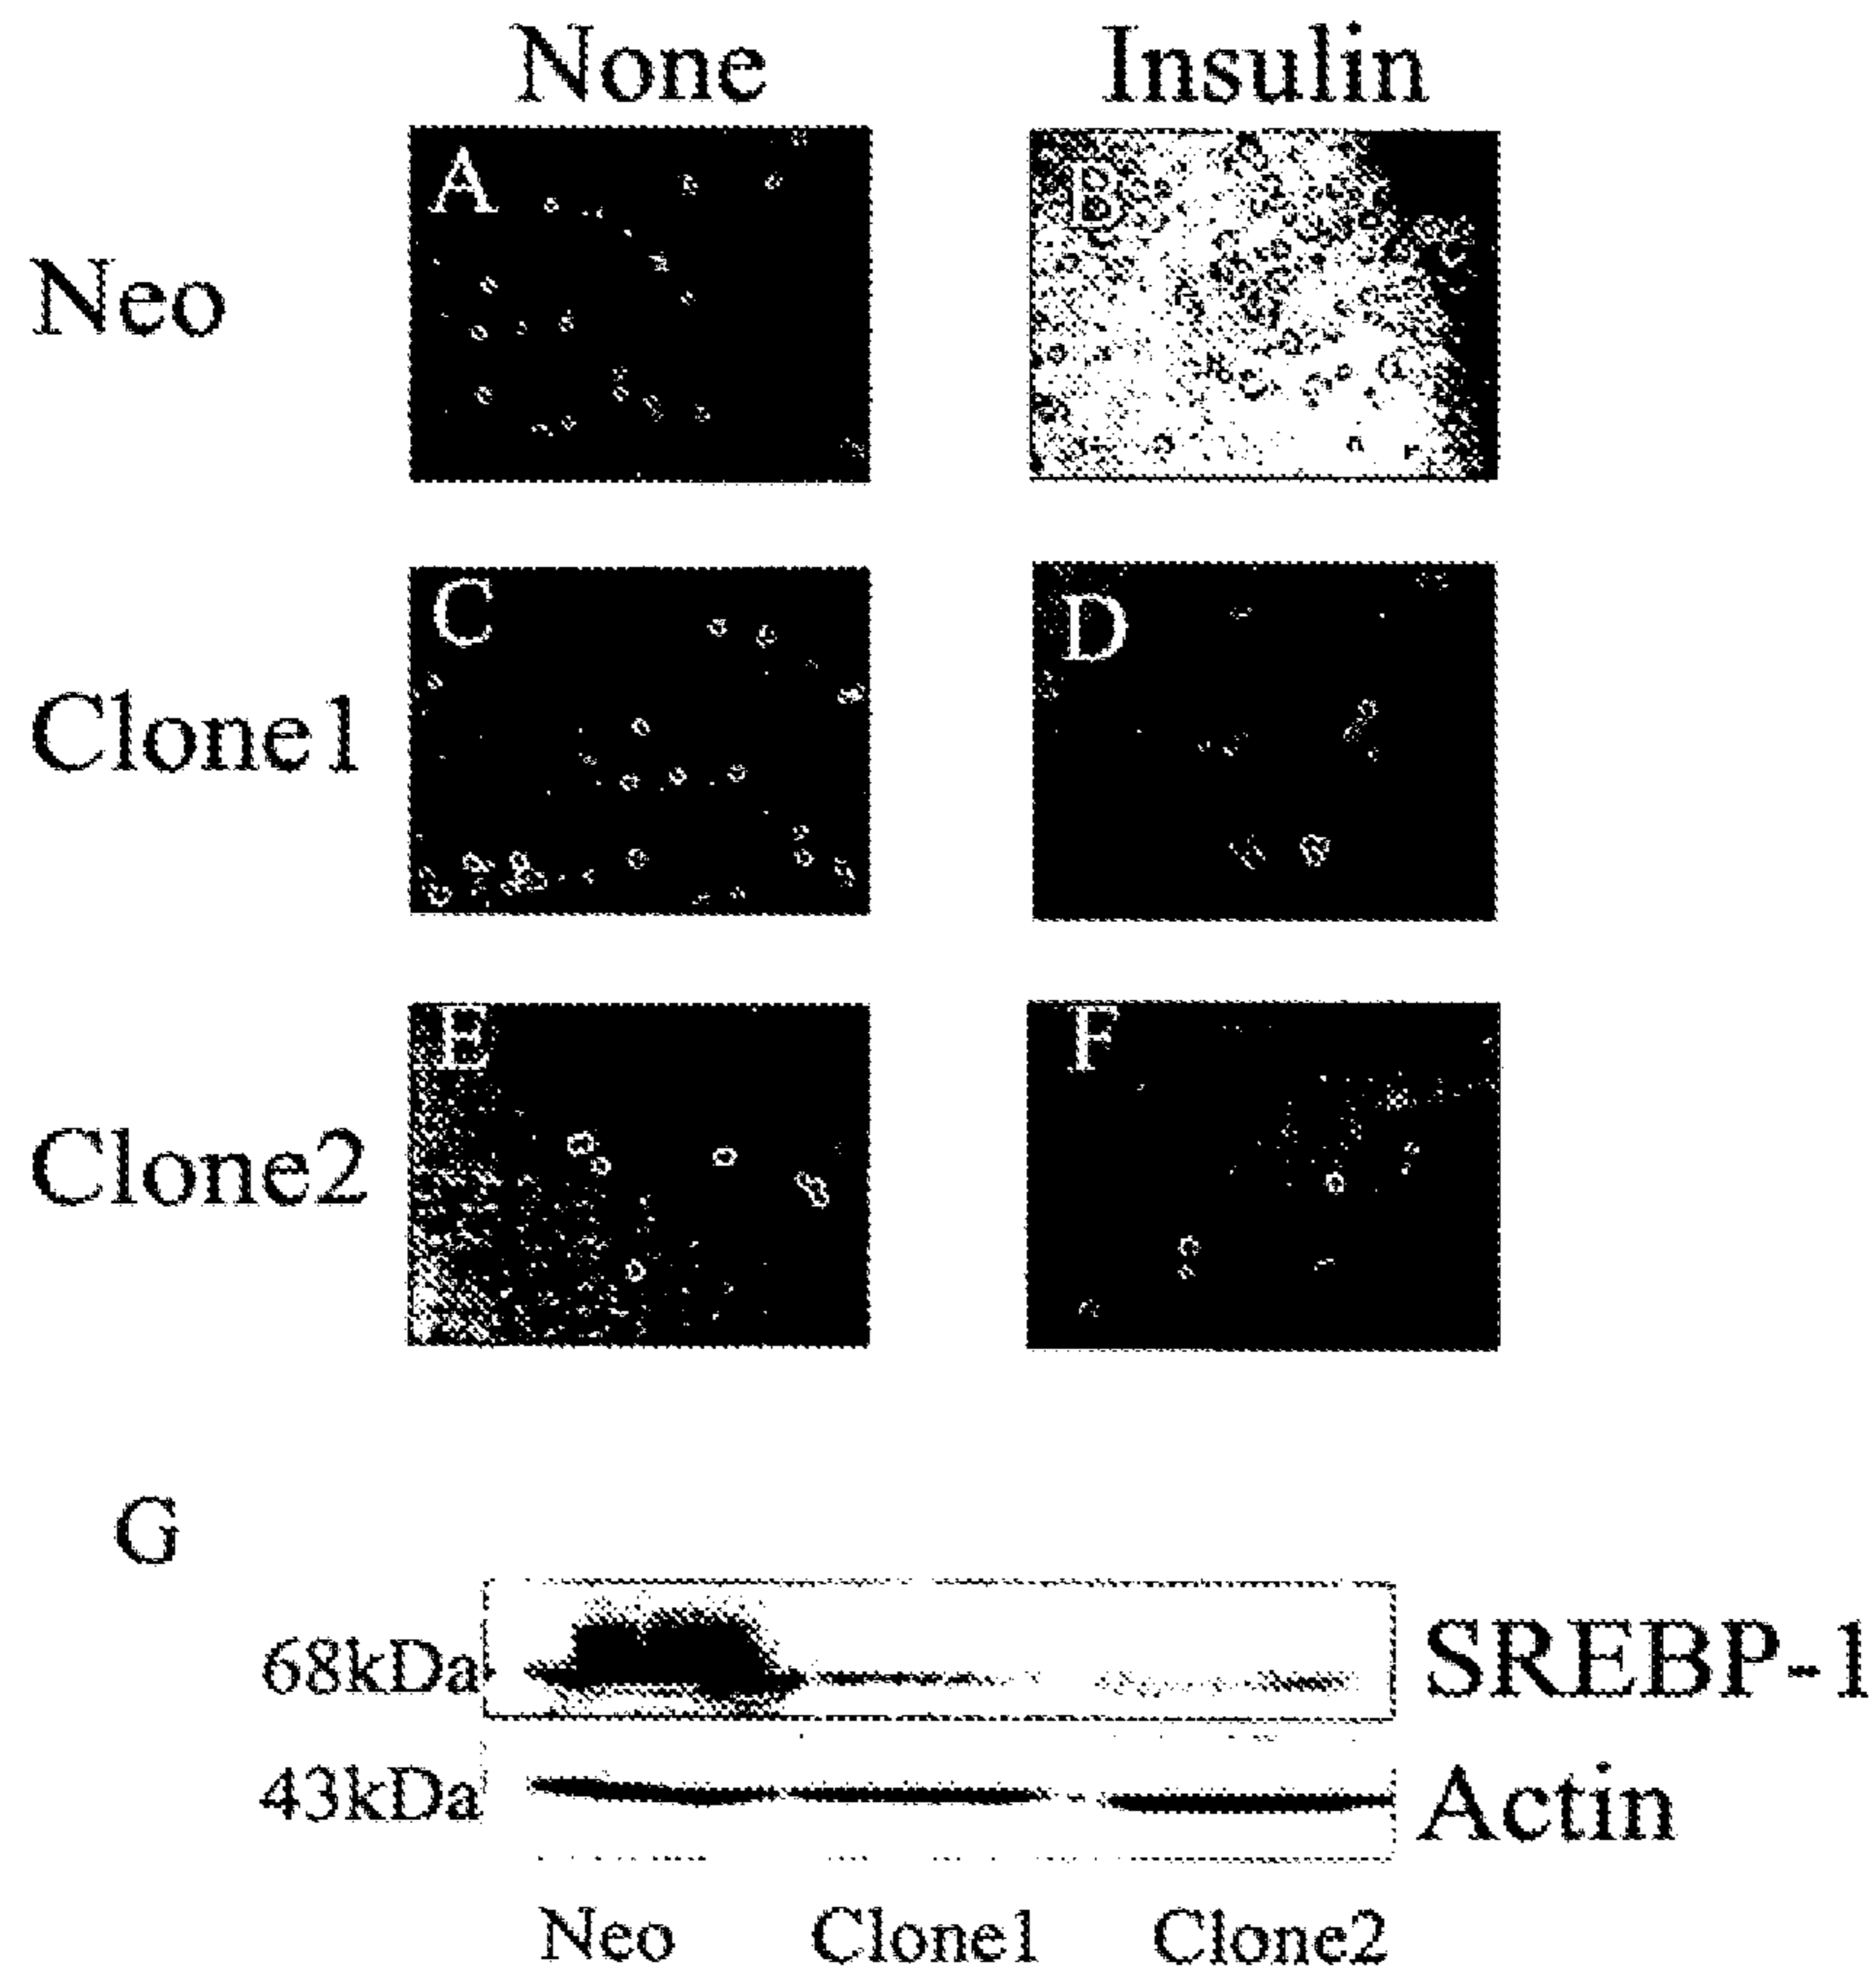 None Insulin
Neo A B
Clone1 C D
Clone2 E F
G
68kDa SREBP-1
43kDa Actin
Neo Clone1 Clone2